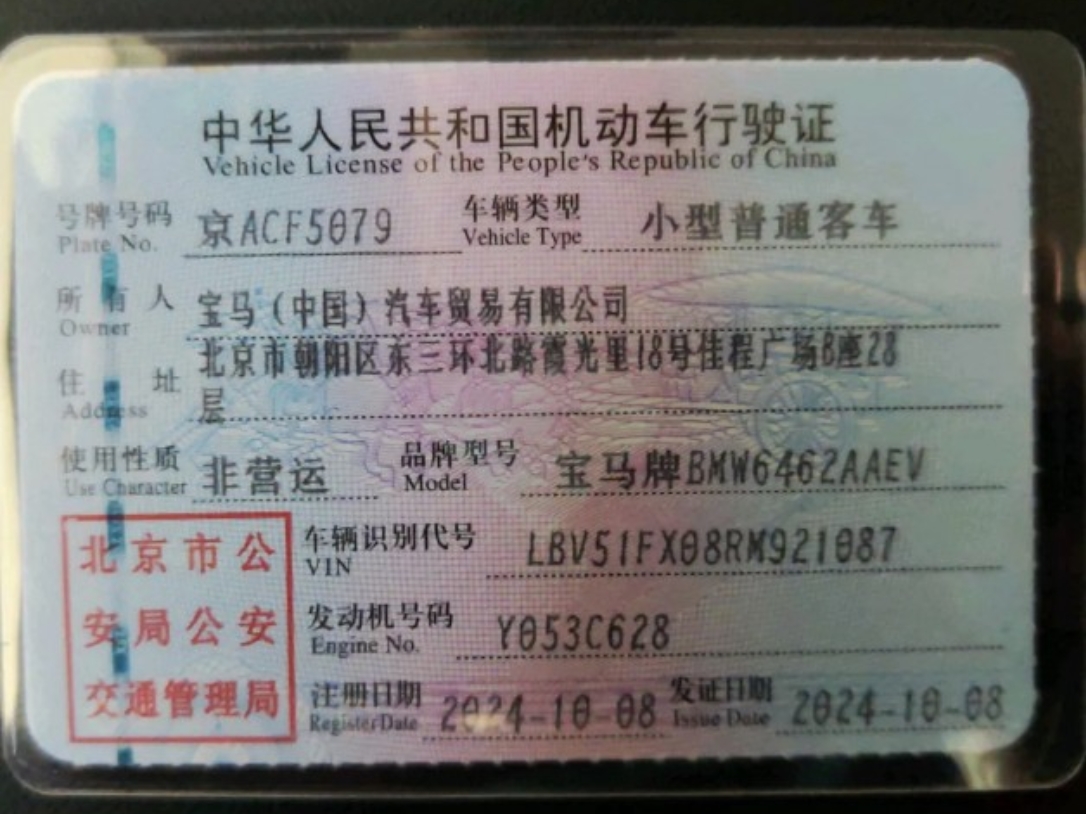 中华人民共和国机动车行驶证
Vehicle License of the People's Republic of China
号牌号码 京ACF5079 车辆类型 小型普通客车
Plate No. Vehicle Type
所有人 宝马（中国）汽车贸易有限公司
Owner
住址 北京市朝阳区东三环北路霞光里18号佳程广场B座28
层
Address
使用性质 非营运 品牌型号 宝马牌BMW6462AAEV
Use Character Model
北京市公
安局公安
交通管理局
车辆识别代号 LBV51FX08RM921087
VIN
发动机号码 Y053C628
Engine No.
注册日期 2024-10-08 发证日期 2024-10-08
Register Date Issue Date